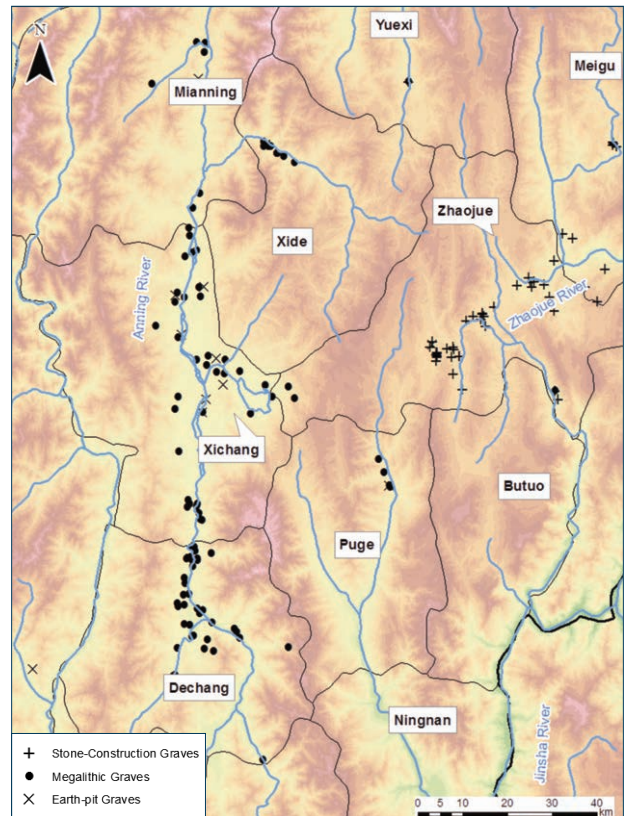 N
Yuexi
Meigu
Mianning
Zhaojue
Xide
Anning River
Zhaojue River
Xichang
Butuo
Puge
Dechang
Ningnan
Jinsha River
Stone-Construction Graves
Megalithic Graves
Earth-pit Graves
0 3 5 10 20 30 40
km